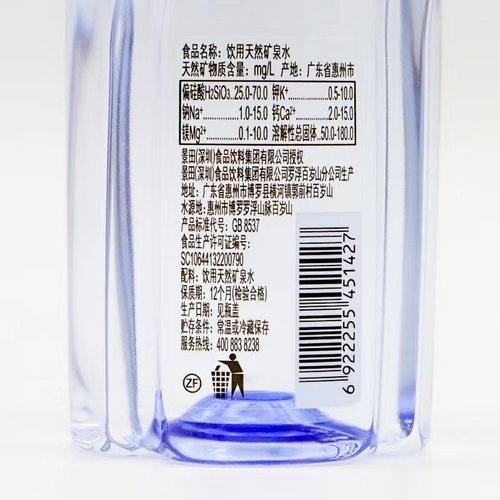 食品名称：饮用天然矿泉水
天然矿物质含量：mg/L 产地：广东省惠州市
偏硅酸H₂SiO₃ 25.0-70.0 钾K⁺ 0.5-10.0
钠Na⁺ 1.0-15.0 钙Ca²⁺ 2.0-15.0
镁Mg²⁺ 0.1-10.0 溶解性总固体 50.0-180.0
景田(深圳)食品饮料集团有限公司授权
景田(深圳)食品饮料集团有限公司罗浮百岁山分公司生产
地址：广东省惠州市博罗县横河镇郭前村百岁山
水源地：惠州市博罗罗浮山脉百岁山
产品标准代号：GB 8537
食品生产许可证编号：
SC10644132200790
配料：饮用天然矿泉水
保质期：12个月(检验合格)
生产日期：见瓶盖
贮存条件：常温或冷藏保存
服务热线：400 883 8238
ZF
6 922255 451427